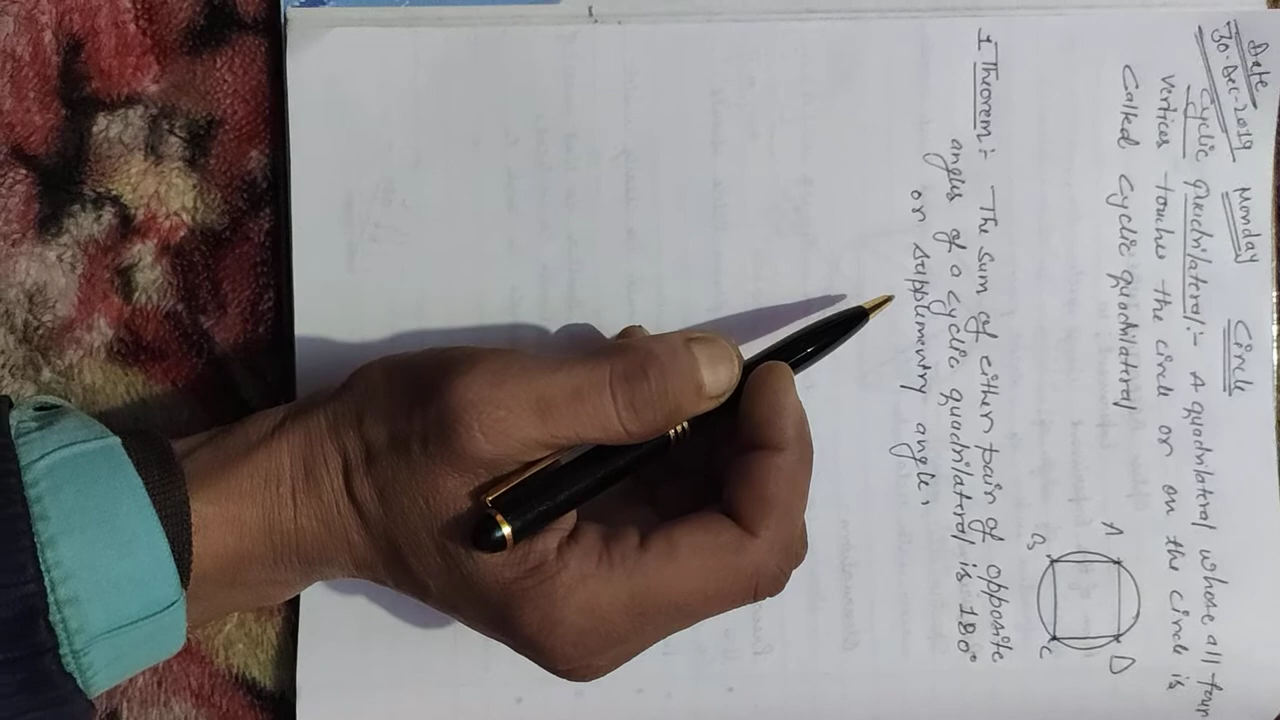 Date
30-Dec-2019 Monday Circle
Cyclic Quadrilateral:- A quadrilateral whose all four
vertices touches the circle or on the circle is
Called cyclic quadrilateral
A D
B C
1 Theorem:- The sum of either pair of opposite
angles of a cyclic quadrilateral is 180°
or supplementry angles